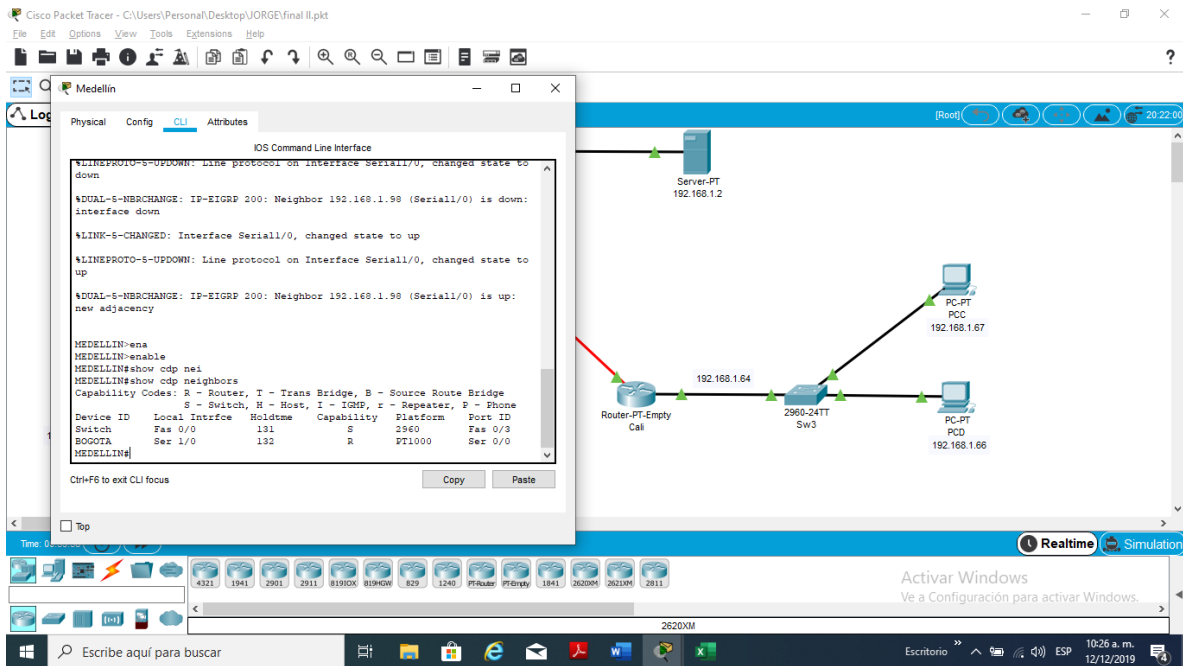 Cisco Packet Tracer - C:\Users\Personal\Desktop\JORGE\final II.pkt
File Edit Options View Tools Extensions Help
?
Medellín
Log
[Root]
20:22:00
Physical Config CLI Attributes
IOS Command Line Interface
%LINEPROTO-5-UPDOWN: Line protocol on Interface Serial1/0, changed state to
down
%DUAL-5-NBRCHANGE: IP-EIGRP 200: Neighbor 192.168.1.98 (Serial1/0) is down:
interface down
%LINK-5-CHANGED: Interface Serial1/0, changed state to up
%LINEPROTO-5-UPDOWN: Line protocol on Interface Serial1/0, changed state to
up
%DUAL-5-NBRCHANGE: IP-EIGRP 200: Neighbor 192.168.1.98 (Serial1/0) is up:
new adjacency
MEDELLIN>ena
MEDELLIN>enable
MEDELLIN#show cdp nei
MEDELLIN#show cdp neighbors
Capability Codes: R - Router, T - Trans Bridge, B - Source Route Bridge
S - Switch, H - Host, I - IGMP, r - Repeater, P - Phone
Device ID Local Intrfce Holdtme Capability Platform Port ID
Switch Fas 0/0 131 S 2960 Fas 0/3
BOGOTA Ser 1/0 132 R PT1000 Ser 0/0
MEDELLIN#
Ctrl+F6 to exit CLI focus
Copy Paste
Top
Server-PT
192.168.1.2
PC-PT
PCC
192.168.1.67
192.168.1.64
Router-PT-Empty
Cali
2960-24TT
Sw3
PC-PT
PCD
192.168.1.66
1
Time: 0
Realtime Simulation
4321 1941 2901 2911 819IOX 819HGW 829 1240 PT-Router PT-Empty 1841 2620XM 2621XM 2811
2620XM
Activar Windows
Ve a Configuración para activar Windows.
Escribe aquí para buscar
Escritorio
ESP
10:26 a. m.
12/12/2019
4